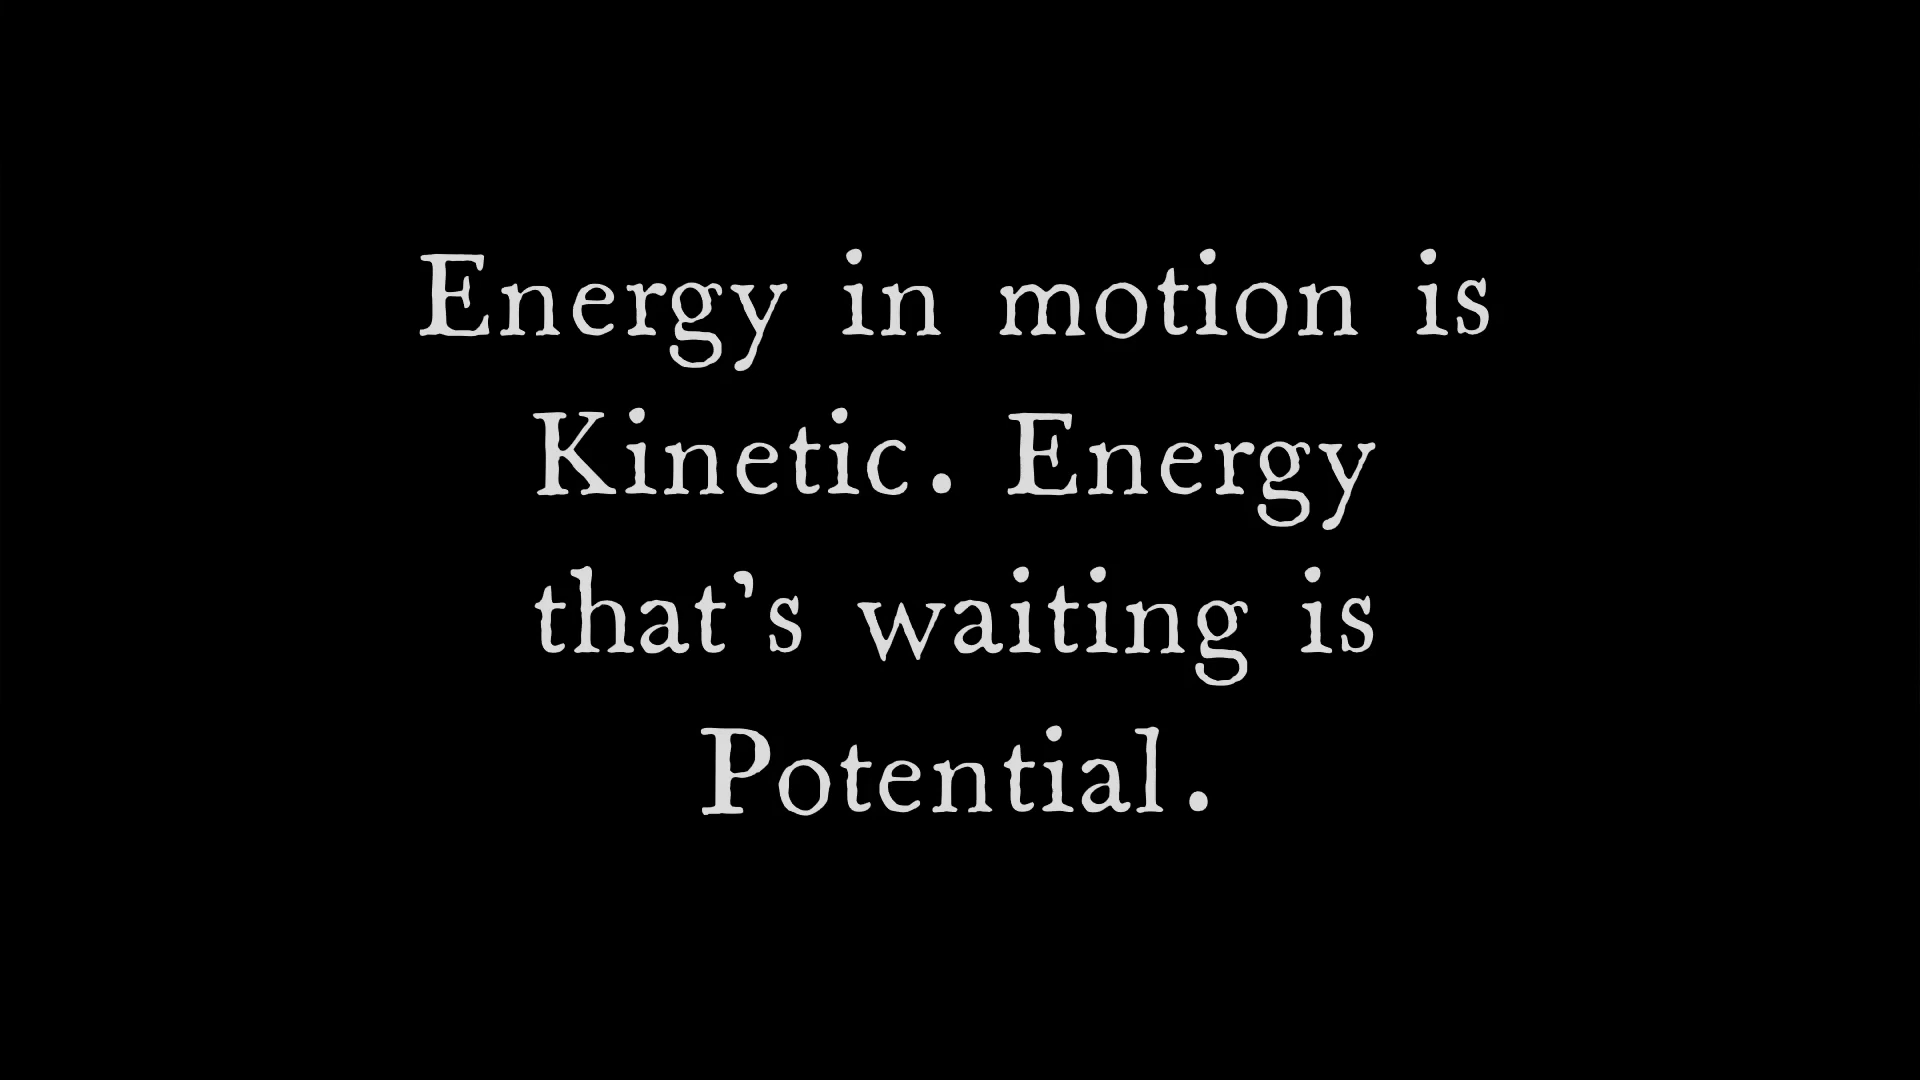 Energy in motion is
Kinetic. Energy
that’s waiting is
Potential.